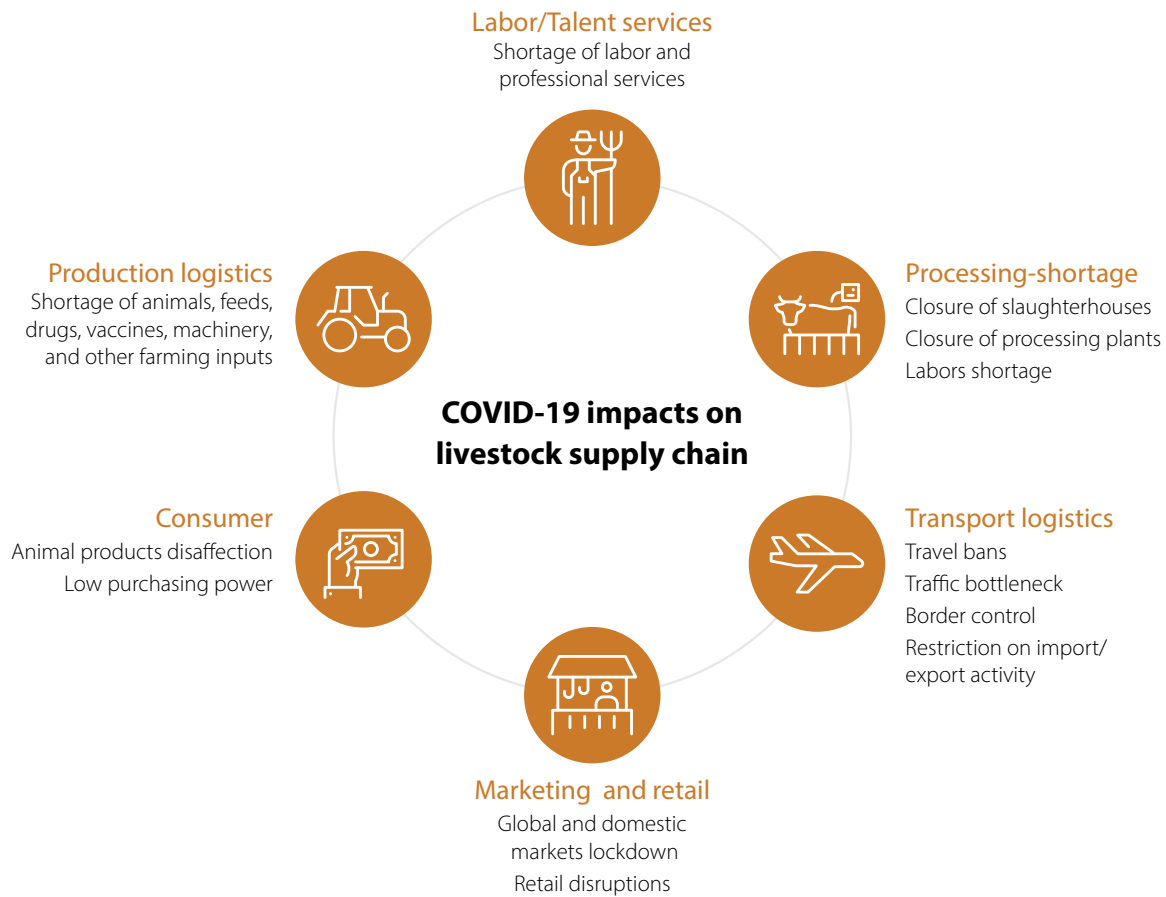 Labor/Talent services
Shortage of labor and
professional services
Production logistics
Shortage of animals, feeds,
drugs, vaccines, machinery,
and other farming inputs
Processing-shortage
Closure of slaughterhouses
Closure of processing plants
Labors shortage
COVID-19 impacts on
livestock supply chain
Consumer
Animal products disaffection
Low purchasing power
Transport logistics
Travel bans
Traffic bottleneck
Border control
Restriction on import/
export activity
Marketing and retail
Global and domestic
markets lockdown
Retail disruptions